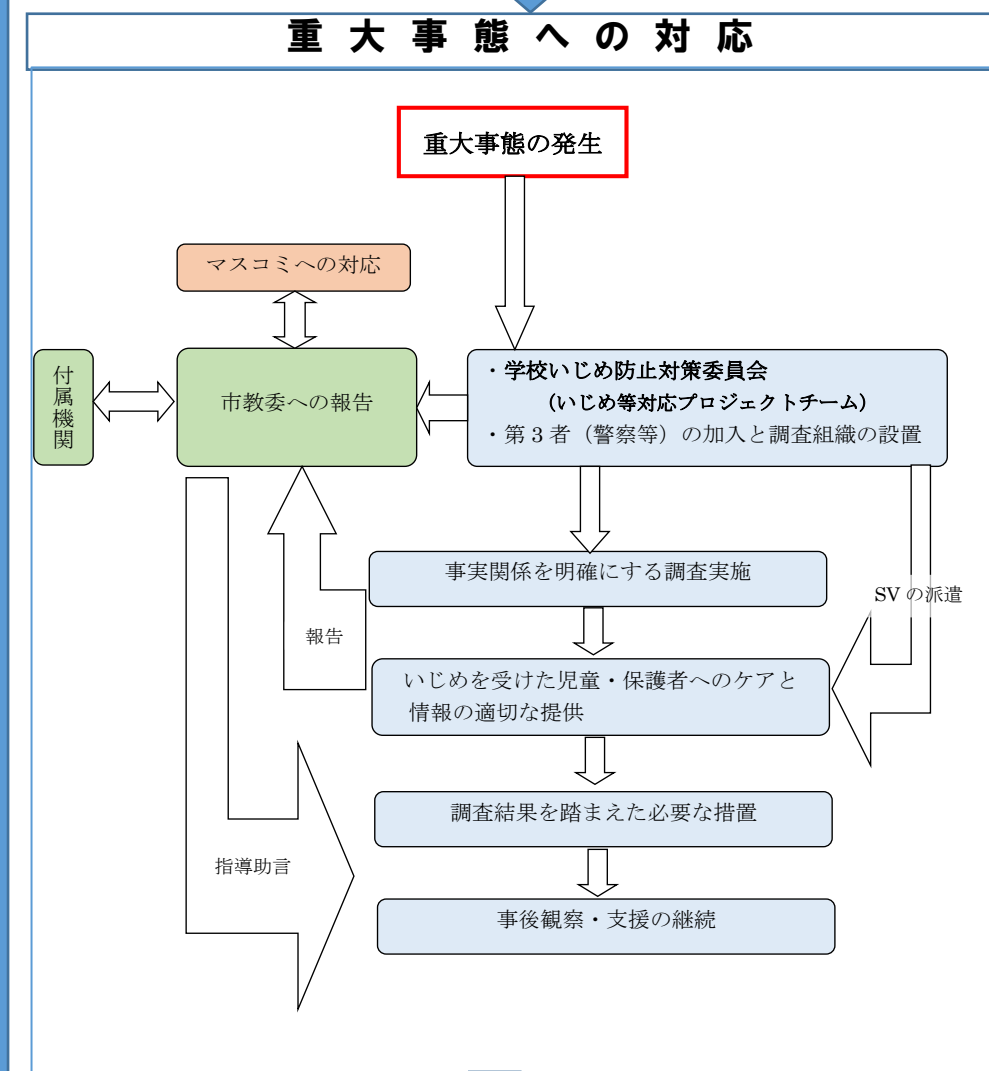 重大事態への対応
重大事態の発生
マスコミへの対応
付属機関
市教委への報告
・学校いじめ防止対策委員会
（いじめ等対応プロジェクトチーム）
・第３者（警察等）の加入と調査組織の設置
事実関係を明確にする調査実施
SV の派遣
報告
いじめを受けた児童・保護者へのケアと
情報の適切な提供
調査結果を踏まえた必要な措置
指導助言
事後観察・支援の継続